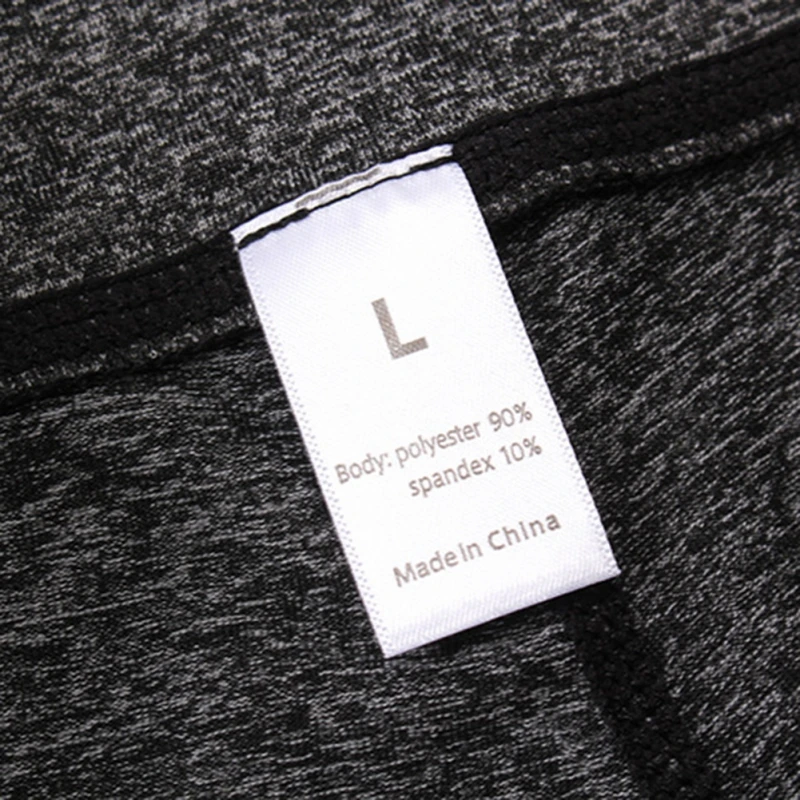 L
Body: polyester 90%
spandex 10%
Made in China